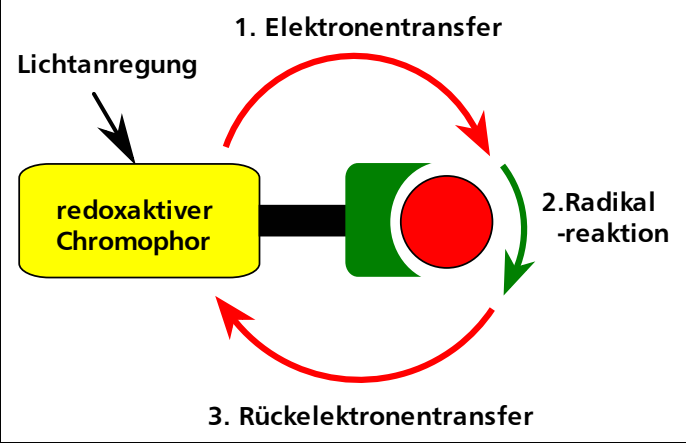 1. Elektronentransfer
Lichtanregung
redoxaktiver
Chromophor
2.Radikal
-reaktion
3. Rückelektronentransfer